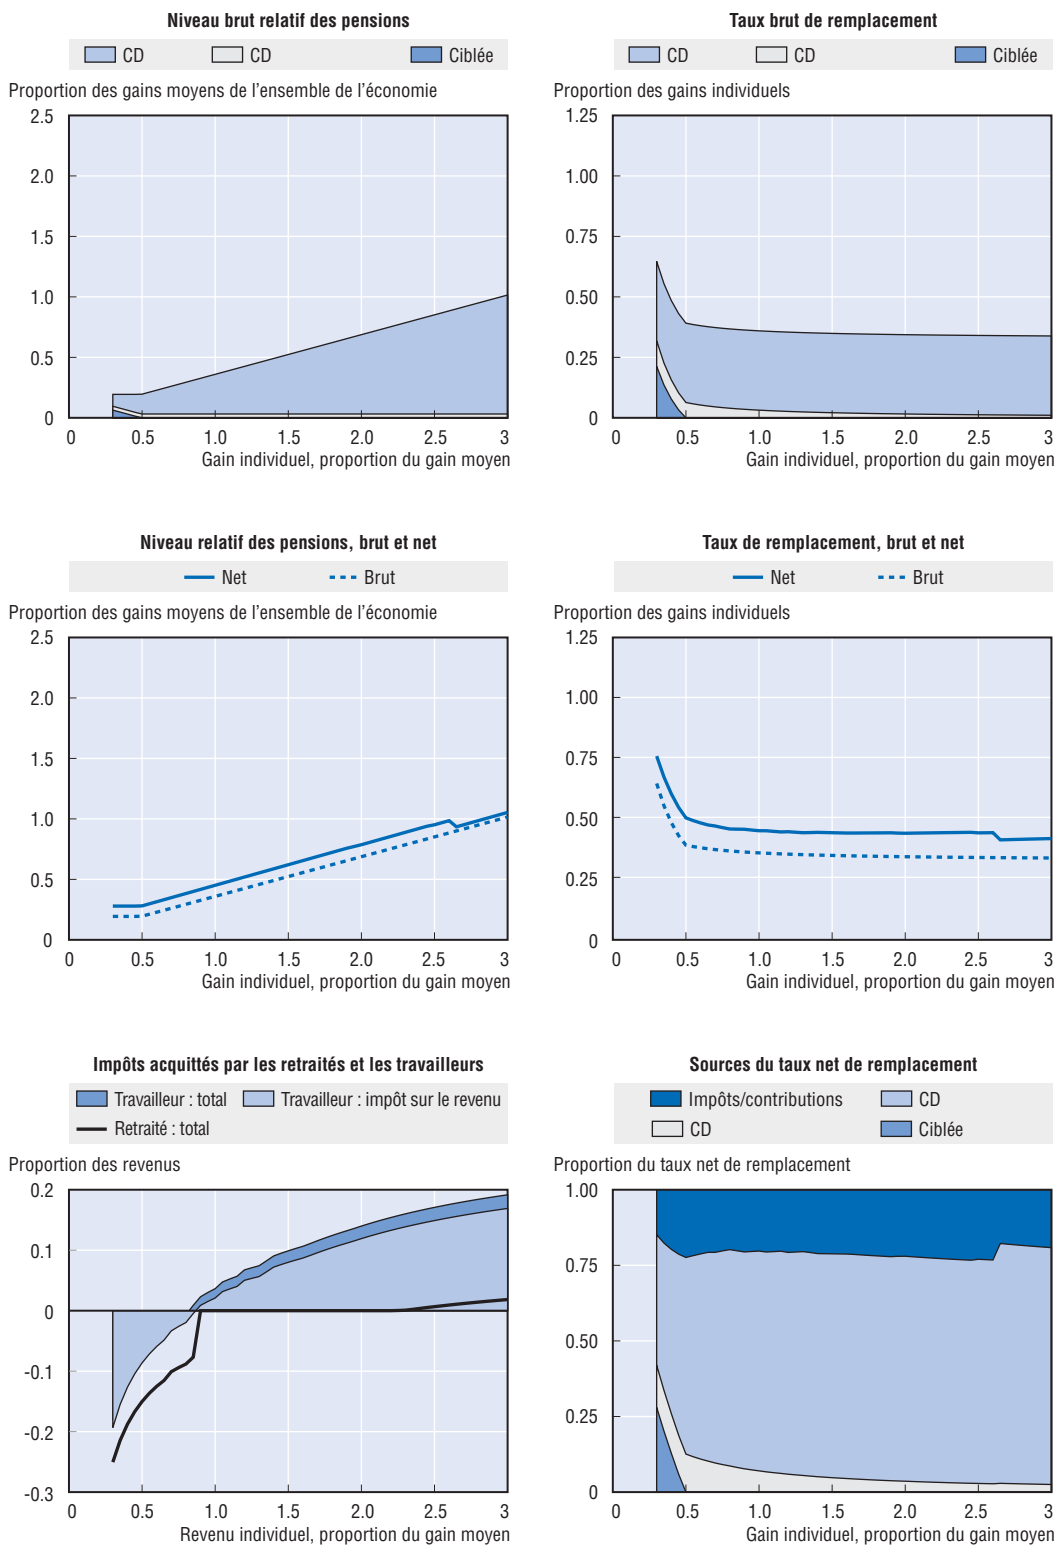 Niveau brut relatif des pensions
CD
CD
Ciblée
Proportion des gains moyens de l'ensemble de l'économie
2.5
2.0
1.5
1.0
0.5
0
0 0.5 1.0 1.5 2.0 2.5 3
Gain individuel, proportion du gain moyen
Taux brut de remplacement
CD
CD
Ciblée
Proportion des gains individuels
1.25
1.00
0.75
0.50
0.25
0
0 0.5 1.0 1.5 2.0 2.5 3
Gain individuel, proportion du gain moyen
Niveau relatif des pensions, brut et net
Net
Brut
Proportion des gains moyens de l'ensemble de l'économie
2.5
2.0
1.5
1.0
0.5
0
0 0.5 1.0 1.5 2.0 2.5 3
Gain individuel, proportion du gain moyen
Taux de remplacement, brut et net
Net
Brut
Proportion des gains individuels
1.25
1.00
0.75
0.50
0.25
0
0 0.5 1.0 1.5 2.0 2.5 3
Gain individuel, proportion du gain moyen
Impôts acquittés par les retraités et les travailleurs
Travailleur : total
Travailleur : impôt sur le revenu
Retraité : total
Proportion des revenus
0.2
0.1
0
-0.1
-0.2
-0.3
0 0.5 1.0 1.5 2.0 2.5 3
Revenu individuel, proportion du gain moyen
Sources du taux net de remplacement
Impôts/contributions
CD
CD
Ciblée
Proportion du taux net de remplacement
1.00
0.75
0.50
0.25
0
0 0.5 1.0 1.5 2.0 2.5 3
Gain individuel, proportion du gain moyen